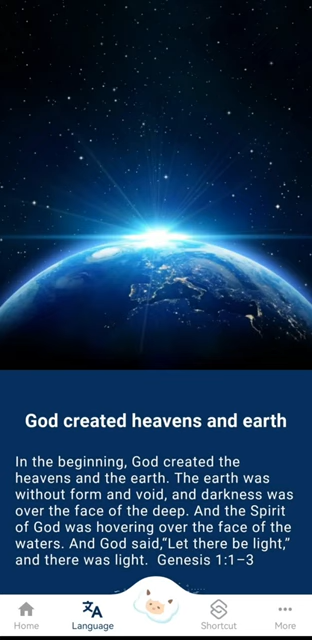 God created heavens and earth
In the beginning, God created the
heavens and the earth. The earth was
without form and void, and darkness was
over the face of the deep. And the Spirit
of God was hovering over the face of the
waters. And God said,“Let there be light,”
and there was light.  Genesis 1:1–3
Home
Language
Shortcut
More